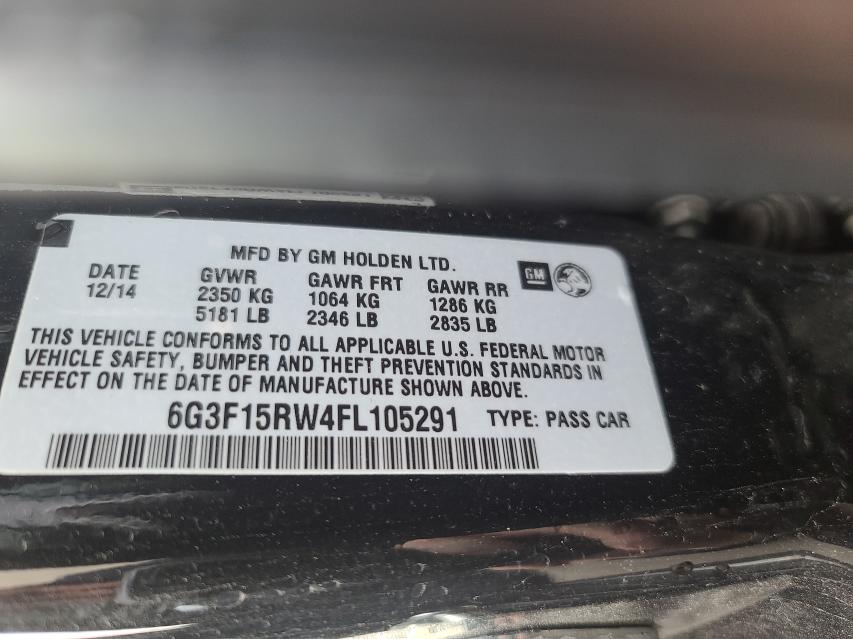 MFD BY GM HOLDEN LTD.
DATE GVWR GAWR FRT GAWR RR GM
12/14 2350 KG 1064 KG 1286 KG
5181 LB 2346 LB 2835 LB
THIS VEHICLE CONFORMS TO ALL APPLICABLE U.S. FEDERAL MOTOR
VEHICLE SAFETY, BUMPER AND THEFT PREVENTION STANDARDS IN
EFFECT ON THE DATE OF MANUFACTURE SHOWN ABOVE.
6G3F15RW4FL105291 TYPE: PASS CAR